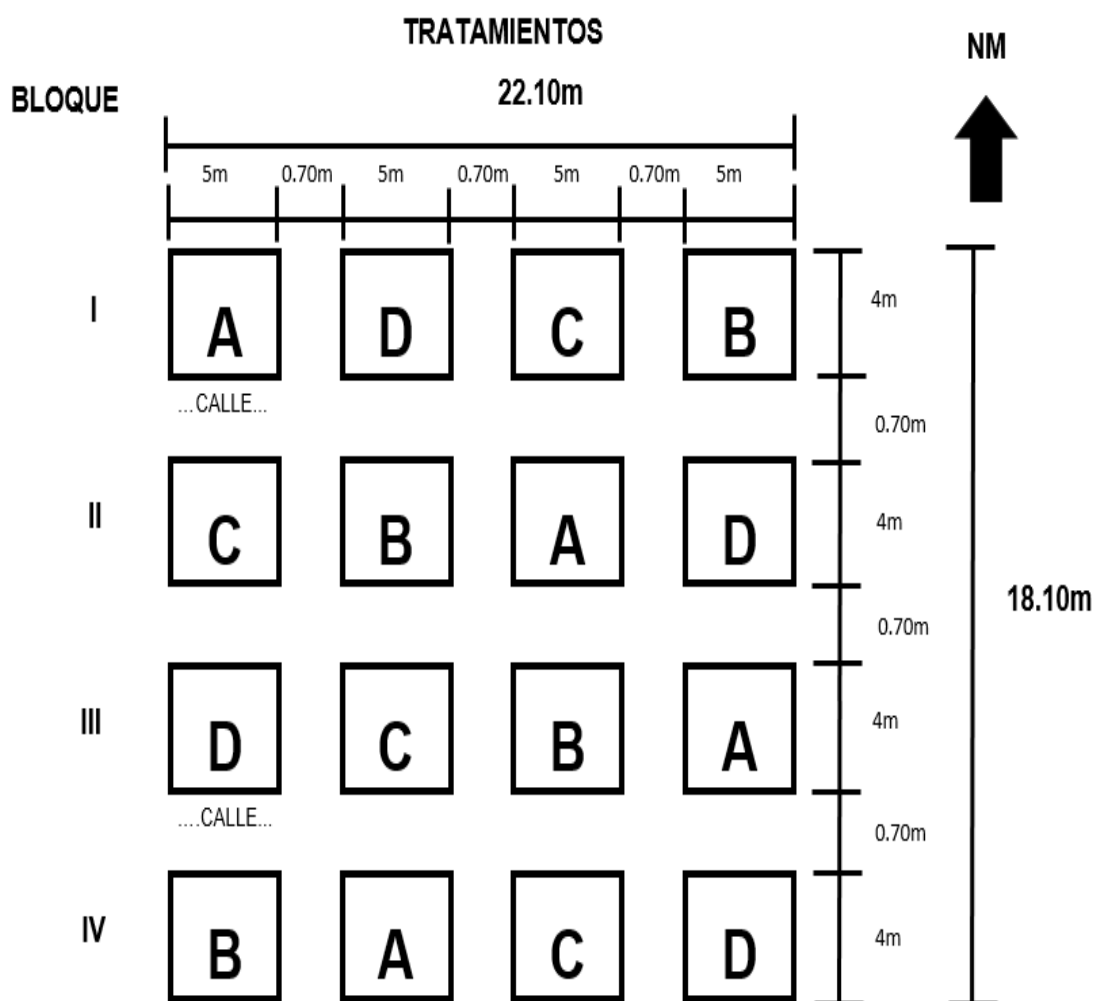 TRATAMIENTOS
NM
22.10m
BLOQUE
5m 0.70m 5m 0.70m 5m 0.70m 5m
I A D C B 4m
...CALLE...
0.70m
II C B A D 4m
18.10m
0.70m
III D C B A 4m
....CALLE...
0.70m
IV B A C D 4m